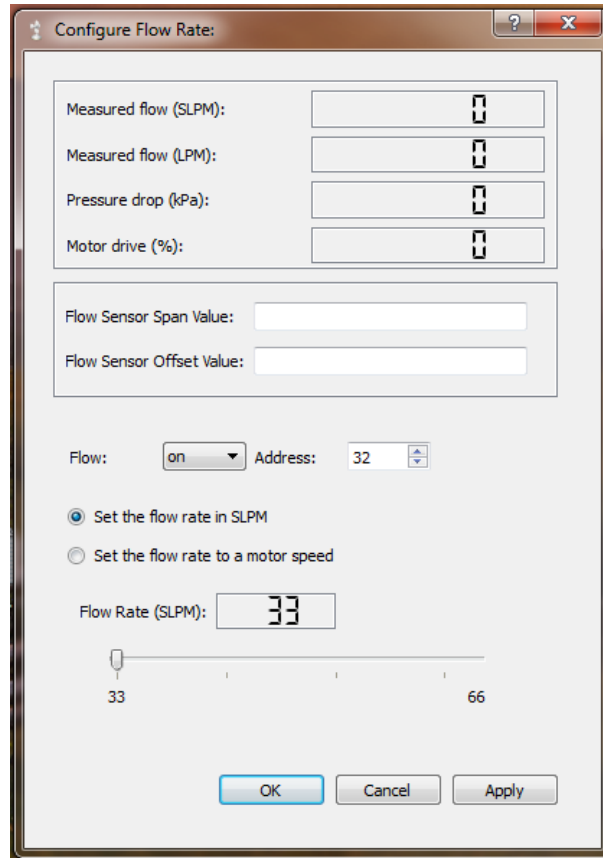 Configure Flow Rate:
Measured flow (SLPM): 0
Measured flow (LPM): 0
Pressure drop (kPa): 0
Motor drive (%): 0
Flow Sensor Span Value:
Flow Sensor Offset Value:
Flow: on Address: 32
Set the flow rate in SLPM
Set the flow rate to a motor speed
Flow Rate (SLPM): 33
33 66
OK Cancel Apply